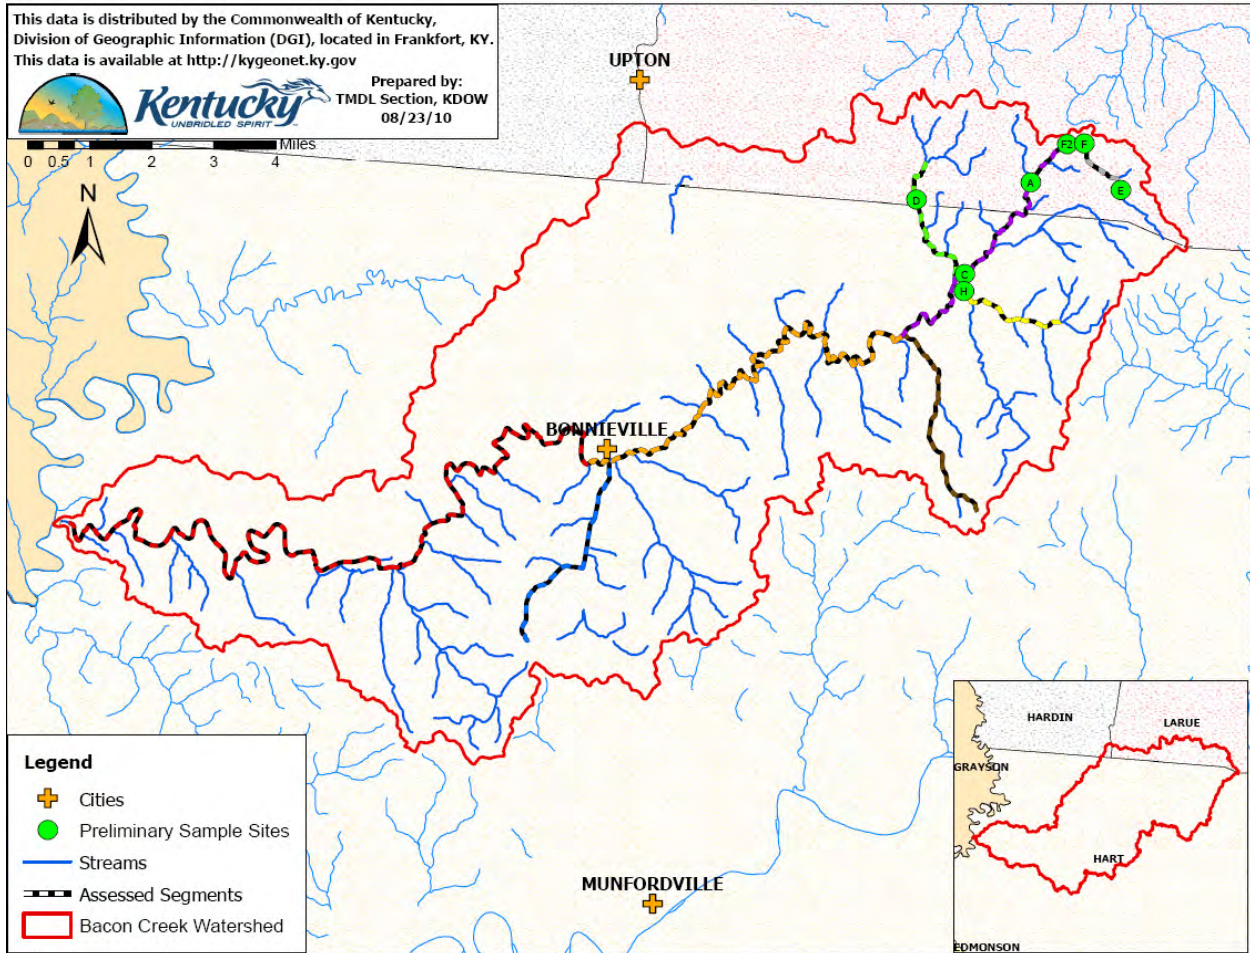 This data is distributed by the Commonwealth of Kentucky,
Division of Geographic Information (DGI), located in Frankfort, KY.
This data is available at http://kygeonet.ky.gov
Kentucky
UNBRIDLED SPIRIT
Prepared by:
TMDL Section, KDOW
08/23/10
Miles
0 0.5 1 2 3 4
N
UPTON
F2 F
A
E
D
C
H
BONNIEVILLE
MUNFORDVILLE
Legend
Cities
Preliminary Sample Sites
Streams
Assessed Segments
Bacon Creek Watershed
HARDIN
LARUE
GRAYSON
HART
EDMONSON